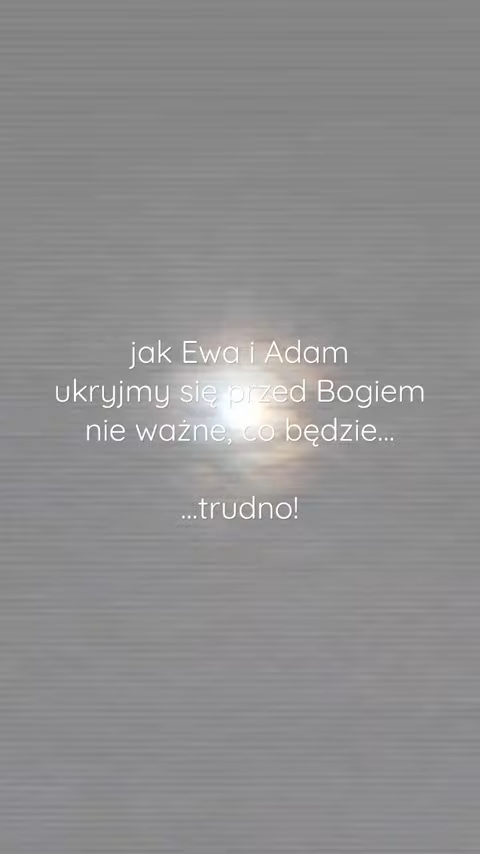 jak Ewa i Adam
ukryjmy się przed Bogiem
nie ważne, co będzie...
...trudno!